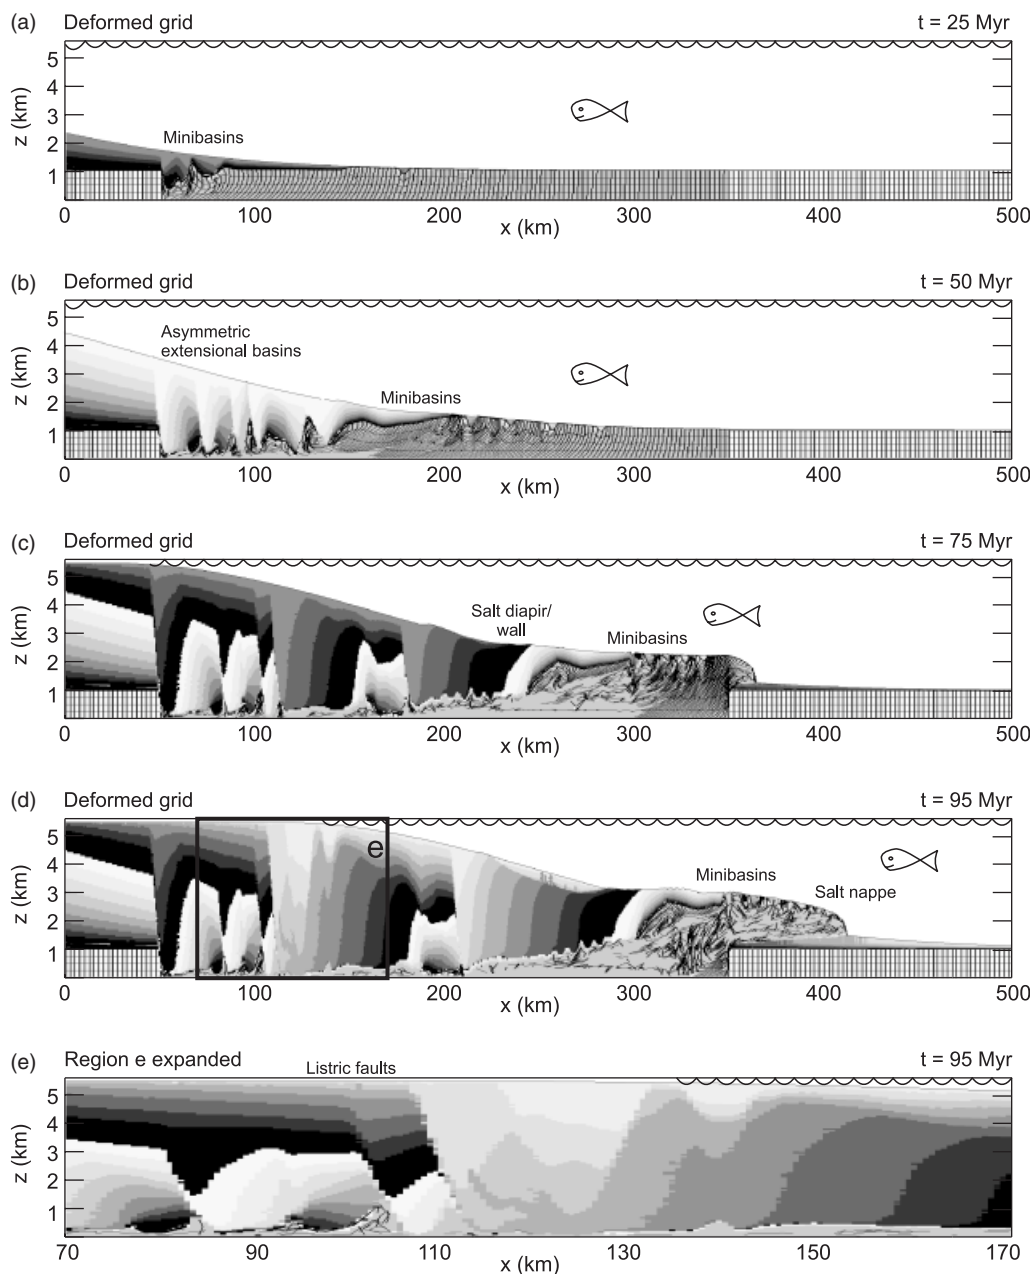 (a) Deformed grid t = 25 Myr
5
4
3
2
1
z (km)
Minibasins
0 100 200 300 400 500
x (km)
(b) Deformed grid t = 50 Myr
5
4
3
2
1
z (km)
Asymmetric
extensional basins
Minibasins
0 100 200 300 400 500
x (km)
(c) Deformed grid t = 75 Myr
5
4
3
2
1
z (km)
Salt diapir/
wall
Minibasins
0 100 200 300 400 500
x (km)
(d) Deformed grid t = 95 Myr
5
4
3
2
1
z (km)
e
Minibasins
Salt nappe
0 100 200 300 400 500
x (km)
(e) Region e expanded t = 95 Myr
Listric faults
5
4
3
2
1
z (km)
70 90 110 130 150 170
x (km)